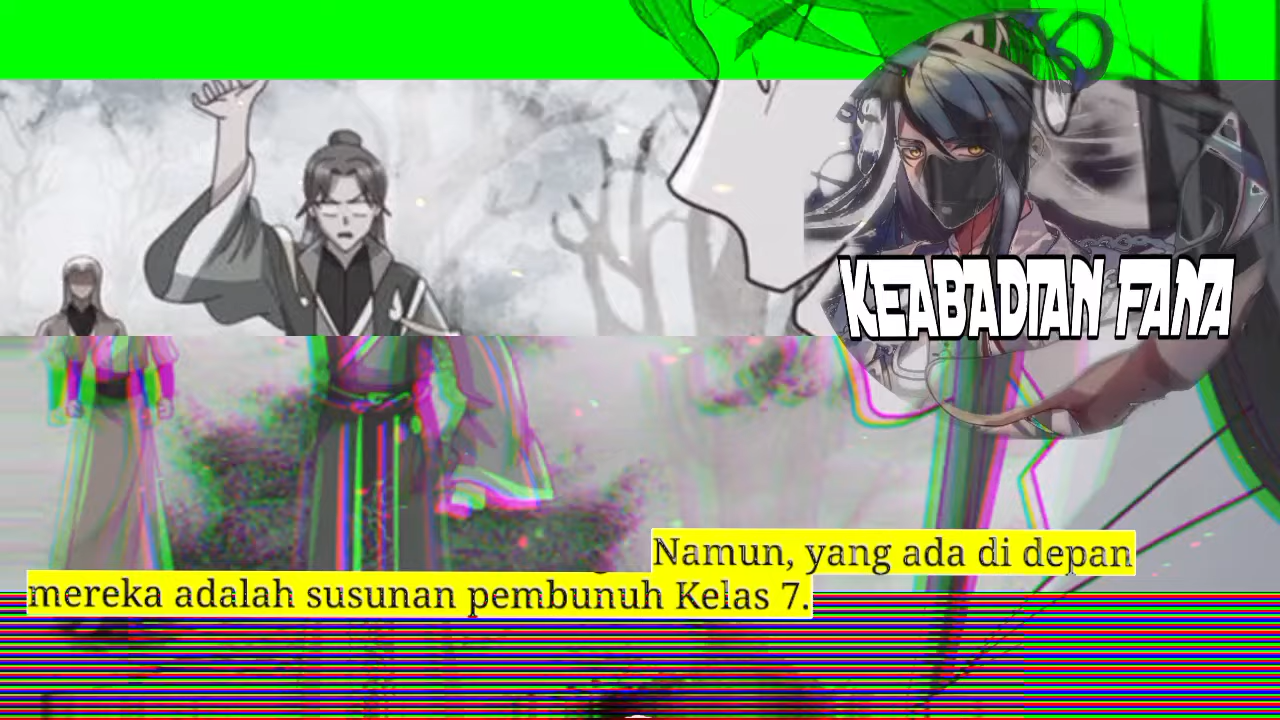 KEABADIAN FANA
Namun, yang ada di depan
mereka adalah susunan pembunuh Kelas 7.